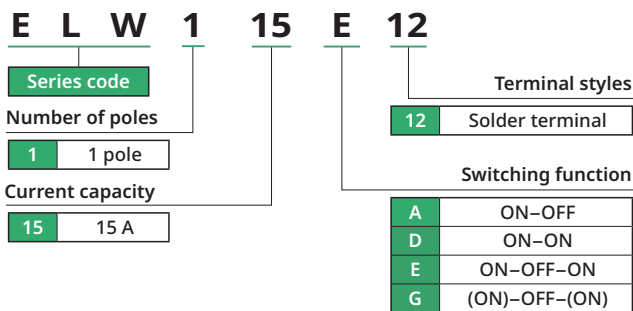 E L W 1 15 E 12
Series code
Terminal styles
12 Solder terminal
Number of poles
1 1 pole
Current capacity
15 15 A
Switching function
A ON–OFF
D ON–ON
E ON–OFF–ON
G (ON)–OFF–(ON)